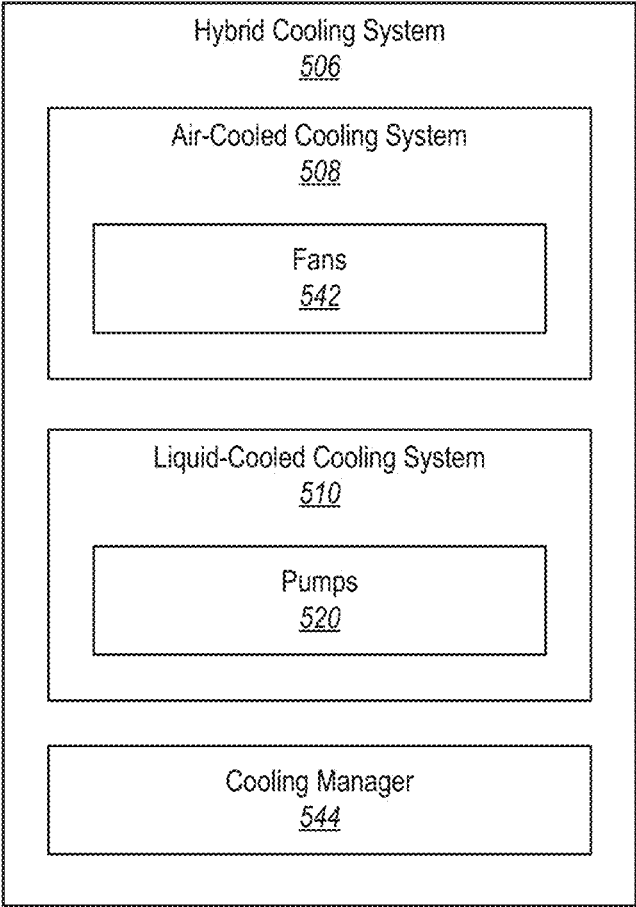 Hybrid Cooling System
506
Air-Cooled Cooling System
508
Fans
542
Liquid-Cooled Cooling System
510
Pumps
520
Cooling Manager
544